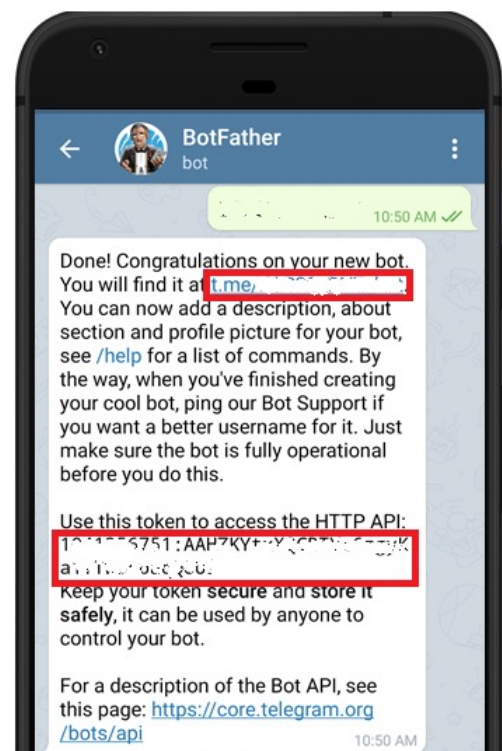 BotFather
bot
10:50 AM
Done! Congratulations on your new bot.
You will find it at t.me/
You can now add a description, about
section and profile picture for your bot,
see /help for a list of commands. By
the way, when you've finished creating
your cool bot, ping our Bot Support if
you want a better username for it. Just
make sure the bot is fully operational
before you do this.
Use this token to access the HTTP API:
Keep your token secure and store it
safely, it can be used by anyone to
control your bot.
For a description of the Bot API, see
this page: https://core.telegram.org
/bots/api
10:50 AM